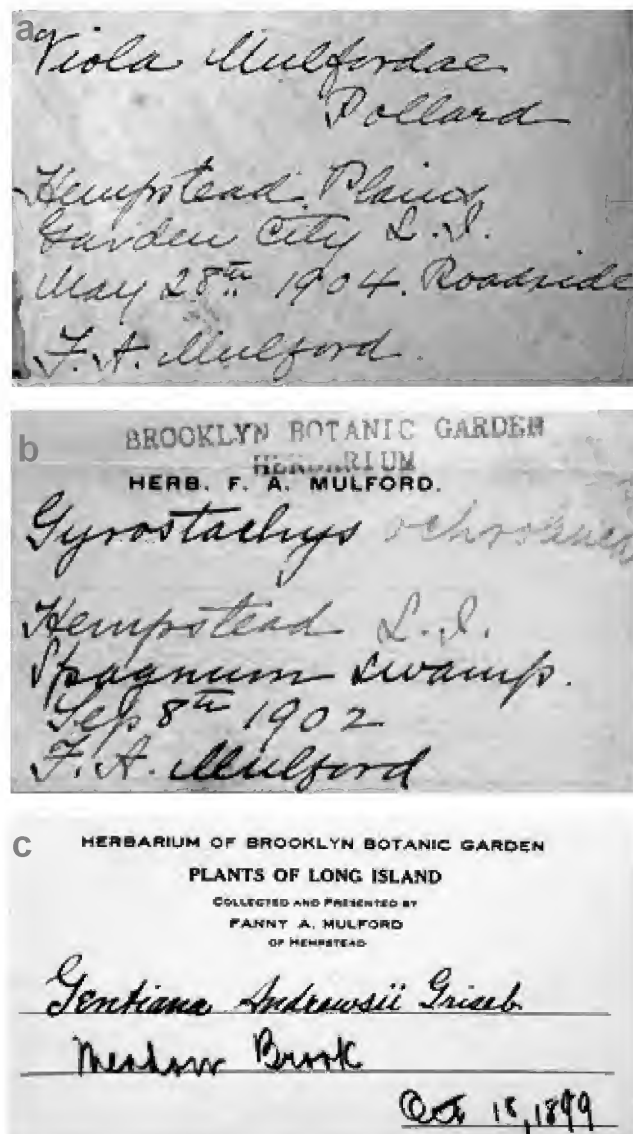 a
Viola Mulfordae
Pollard
Hempstead Plains
Garden City L.I.
May 28th 1904. Roadside
F. A. Mulford.
b
BROOKLYN BOTANIC GARDEN
HERBARIUM
HERB. F. A. MULFORD.
Gyrostachys ochroleuca
Hempstead L.I.
Spagnum swamp.
Sep 8th 1902
F. A. Mulford
c
HERBARIUM OF BROOKLYN BOTANIC GARDEN
PLANTS OF LONG ISLAND
COLLECTED AND PRESENTED BY
FANNY A. MULFORD
OF HEMPSTEAD
Gentiana Andrewsii Griseb.
Meadow Brook
Oct 18, 1899